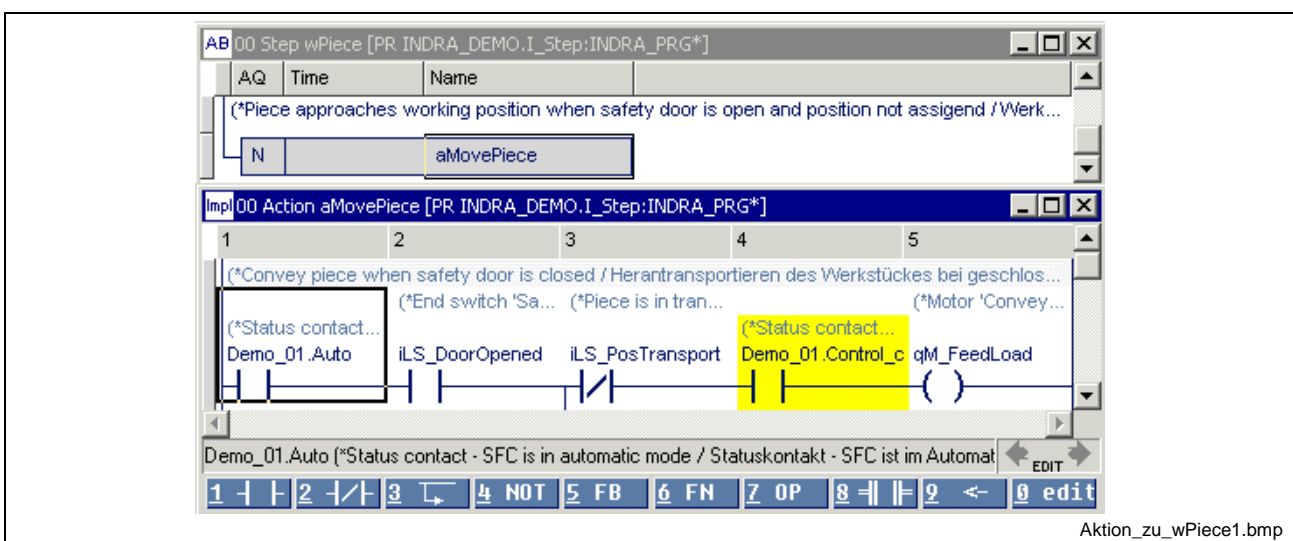 AB 00 Step wPiece [PR INDRA_DEMO.I_Step:INDRA_PRG*]
AQ Time Name
(*Piece approaches working position when safety door is open and position not assigend / Werk...
N aMovePiece
Impl 00 Action aMovePiece [PR INDRA_DEMO.I_Step:INDRA_PRG*]
1 2 3 4 5
(*Convey piece when safety door is closed / Herantransportieren des Werkstückes bei geschlos...
(*End switch 'Sa... (*Piece is in tran... (*Motor 'Convey...
(*Status contact... (*Status contact...
Demo_01.Auto iLS_DoorOpened iLS_PosTransport Demo_01.Control_c qM_FeedLoad
Demo_01.Auto (*Status contact - SFC is in automatic mode / Statuskontakt - SFC ist im Automat EDIT
1 2 3 4 NOT 5 FB 6 FN 7 OP 8 9 <- 0 edit
Aktion_zu_wPiece1.bmp